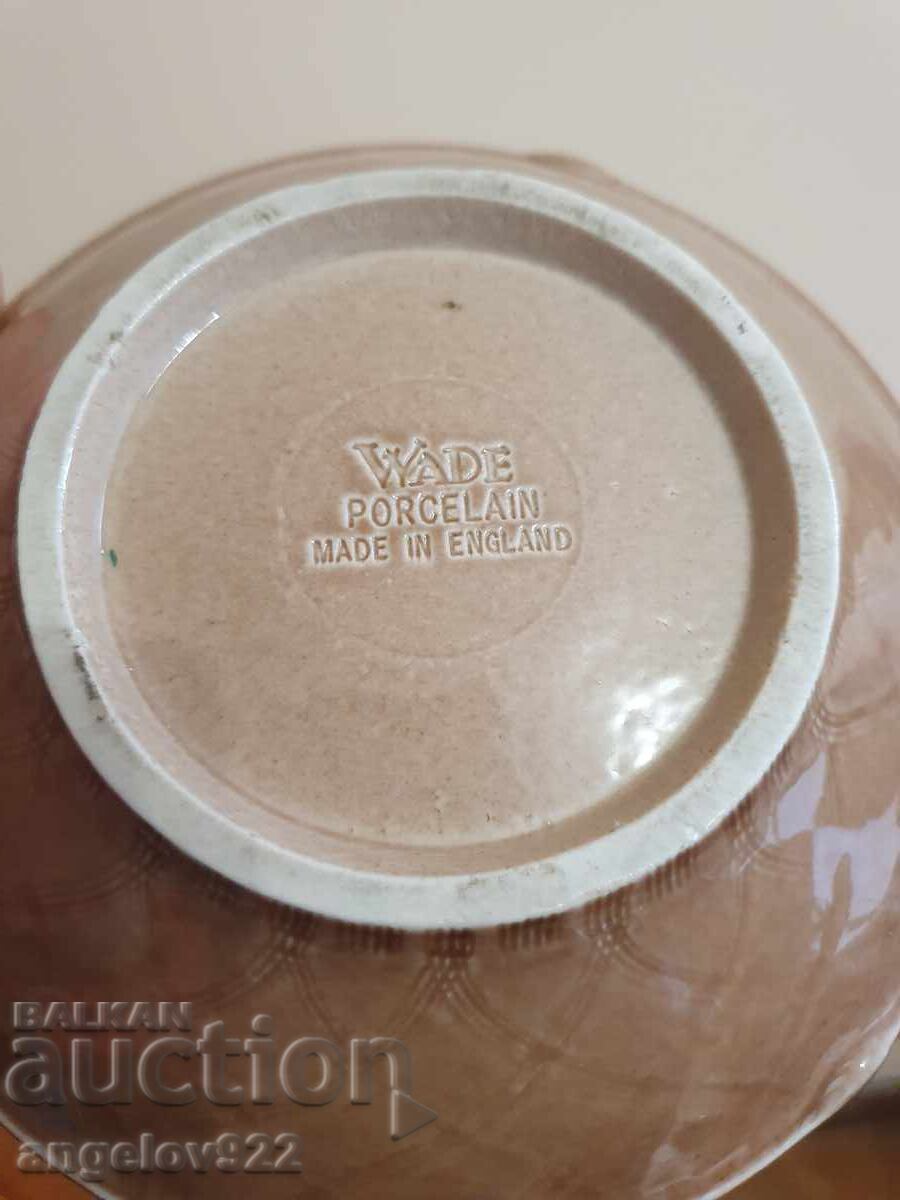 WADE
PORCELAIN
MADE IN ENGLAND
BALKAN
auction
angelov922